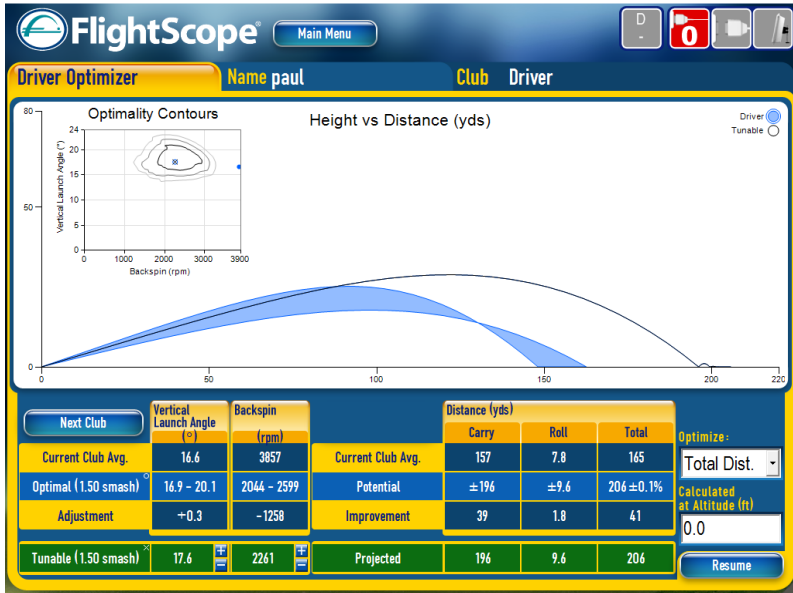 FlightScope®
Main Menu
D
-
0
Driver Optimizer
Name paul
Club Driver
Optimality Contours
Height vs Distance (yds)
Driver
Tunable
80
50
0
0
50
100
150
200
220
24
20
15
10
5
0
Vertical Launch Angle (°)
0
1000
2000
3000
3900
Backspin (rpm)
Next Club
Vertical
Launch Angle
(°)
Backspin
(rpm)
Distance (yds)
Carry
Roll
Total
Current Club Avg.
16.6
3857
Current Club Avg.
157
7.8
165
Optimal (1.50 smash)
16.9 - 20.1
2044 - 2599
Potential
±196
±9.6
206 ±0.1%
Adjustment
+0.3
-1258
Improvement
39
1.8
41
Tunable (1.50 smash)
17.6
2261
Projected
196
9.6
206
Optimize:
Total Dist.
Calculated
at Altitude (ft)
0.0
Resume